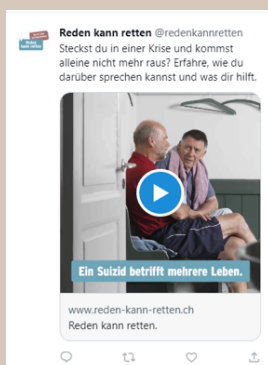 Reden kann retten @redenkannretten
Steckst du in einer Krise und kommst
alleine nicht mehr raus? Erfahre, wie du
darüber sprechen kannst und was dir hilft.
Ein Suizid betrifft mehrere Leben.
www.reden-kann-retten.ch
Reden kann retten.